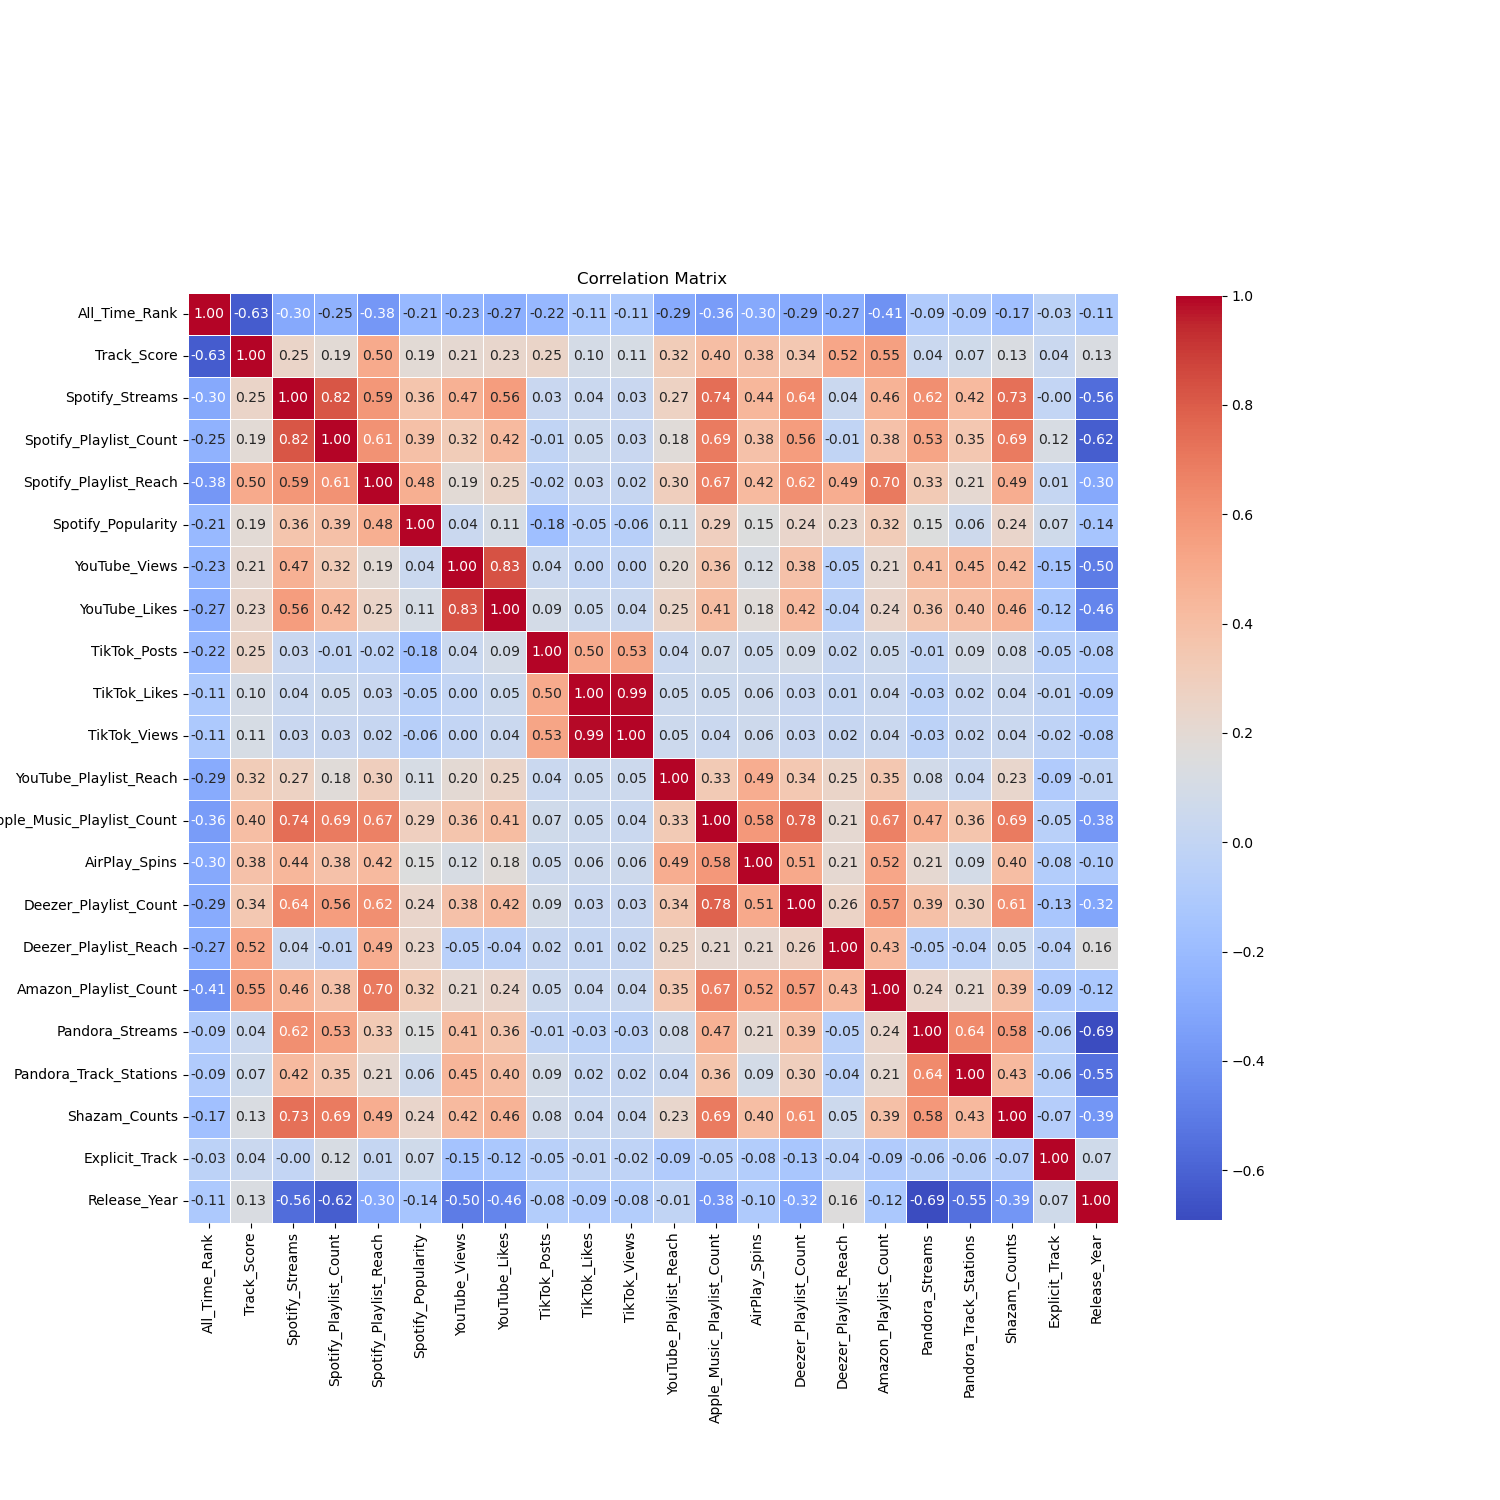 Correlation Matrix
All_Time_Rank 1.00 -0.63 -0.30 -0.25 -0.38 -0.21 -0.23 -0.27 -0.22 -0.11 -0.11 -0.29 -0.36 -0.30 -0.29 -0.27 -0.41 -0.09 -0.09 -0.17 -0.03 -0.11
Track_Score -0.63 1.00 0.25 0.19 0.50 0.19 0.21 0.23 0.25 0.10 0.11 0.32 0.40 0.38 0.34 0.52 0.55 0.04 0.07 0.13 0.04 0.13
Spotify_Streams -0.30 0.25 1.00 0.82 0.59 0.36 0.47 0.56 0.03 0.04 0.03 0.27 0.74 0.44 0.64 0.04 0.46 0.62 0.42 0.73 -0.00 -0.56
Spotify_Playlist_Count -0.25 0.19 0.82 1.00 0.61 0.39 0.32 0.42 -0.01 0.05 0.03 0.18 0.69 0.38 0.56 -0.01 0.38 0.53 0.35 0.69 0.12 -0.62
Spotify_Playlist_Reach -0.38 0.50 0.59 0.61 1.00 0.48 0.19 0.25 -0.02 0.03 0.02 0.30 0.67 0.42 0.62 0.49 0.70 0.33 0.21 0.49 0.01 -0.30
Spotify_Popularity -0.21 0.19 0.36 0.39 0.48 1.00 0.04 0.11 -0.18 -0.05 -0.06 0.11 0.29 0.15 0.24 0.23 0.32 0.15 0.06 0.24 0.07 -0.14
YouTube_Views -0.23 0.21 0.47 0.32 0.19 0.04 1.00 0.83 0.04 0.00 0.00 0.20 0.36 0.12 0.38 -0.05 0.21 0.41 0.45 0.42 -0.15 -0.50
YouTube_Likes -0.27 0.23 0.56 0.42 0.25 0.11 0.83 1.00 0.09 0.05 0.04 0.25 0.41 0.18 0.42 -0.04 0.24 0.36 0.40 0.46 -0.12 -0.46
TikTok_Posts -0.22 0.25 0.03 -0.01 -0.02 -0.18 0.04 0.09 1.00 0.50 0.53 0.04 0.07 0.05 0.09 0.02 0.05 -0.01 0.09 0.08 -0.05 -0.08
TikTok_Likes -0.11 0.10 0.04 0.05 0.03 -0.05 0.00 0.05 0.50 1.00 0.99 0.05 0.05 0.06 0.03 0.01 0.04 -0.03 0.02 0.04 -0.01 -0.09
TikTok_Views -0.11 0.11 0.03 0.03 0.02 -0.06 0.00 0.04 0.53 0.99 1.00 0.05 0.04 0.06 0.03 0.02 0.04 -0.03 0.02 0.04 -0.02 -0.08
YouTube_Playlist_Reach -0.29 0.32 0.27 0.18 0.30 0.11 0.20 0.25 0.04 0.05 0.05 1.00 0.33 0.49 0.34 0.25 0.35 0.08 0.04 0.23 -0.09 -0.01
ple_Music_Playlist_Count -0.36 0.40 0.74 0.69 0.67 0.29 0.36 0.41 0.07 0.05 0.04 0.33 1.00 0.58 0.78 0.21 0.67 0.47 0.36 0.69 -0.05 -0.38
AirPlay_Spins -0.30 0.38 0.44 0.38 0.42 0.15 0.12 0.18 0.05 0.06 0.06 0.49 0.58 1.00 0.51 0.21 0.52 0.21 0.09 0.40 -0.08 -0.10
Deezer_Playlist_Count -0.29 0.34 0.64 0.56 0.62 0.24 0.38 0.42 0.09 0.03 0.03 0.34 0.78 0.51 1.00 0.26 0.57 0.39 0.30 0.61 -0.13 -0.32
Deezer_Playlist_Reach -0.27 0.52 0.04 -0.01 0.49 0.23 -0.05 -0.04 0.02 0.01 0.02 0.25 0.21 0.21 0.26 1.00 0.43 -0.05 -0.04 0.05 -0.04 0.16
Amazon_Playlist_Count -0.41 0.55 0.46 0.38 0.70 0.32 0.21 0.24 0.05 0.04 0.04 0.35 0.67 0.52 0.57 0.43 1.00 0.24 0.21 0.39 -0.09 -0.12
Pandora_Streams -0.09 0.04 0.62 0.53 0.33 0.15 0.41 0.36 -0.01 -0.03 -0.03 0.08 0.47 0.21 0.39 -0.05 0.24 1.00 0.64 0.58 -0.06 -0.69
Pandora_Track_Stations -0.09 0.07 0.42 0.35 0.21 0.06 0.45 0.40 0.09 0.02 0.02 0.04 0.36 0.09 0.30 -0.04 0.21 0.64 1.00 0.43 -0.06 -0.55
Shazam_Counts -0.17 0.13 0.73 0.69 0.49 0.24 0.42 0.46 0.08 0.04 0.04 0.23 0.69 0.40 0.61 0.05 0.39 0.58 0.43 1.00 -0.07 -0.39
Explicit_Track -0.03 0.04 -0.00 0.12 0.01 0.07 -0.15 -0.12 -0.05 -0.01 -0.02 -0.09 -0.05 -0.08 -0.13 -0.04 -0.09 -0.06 -0.06 -0.07 1.00 0.07
Release_Year -0.11 0.13 -0.56 -0.62 -0.30 -0.14 -0.50 -0.46 -0.08 -0.09 -0.08 -0.01 -0.38 -0.10 -0.32 0.16 -0.12 -0.69 -0.55 -0.39 0.07 1.00
All_Time_Rank
Track_Score
Spotify_Streams
Spotify_Playlist_Count
Spotify_Playlist_Reach
Spotify_Popularity
YouTube_Views
YouTube_Likes
TikTok_Posts
TikTok_Likes
TikTok_Views
YouTube_Playlist_Reach
Apple_Music_Playlist_Count
AirPlay_Spins
Deezer_Playlist_Count
Deezer_Playlist_Reach
Amazon_Playlist_Count
Pandora_Streams
Pandora_Track_Stations
Shazam_Counts
Explicit_Track
Release_Year
1.0
0.8
0.6
0.4
0.2
0.0
−0.2
−0.4
−0.6